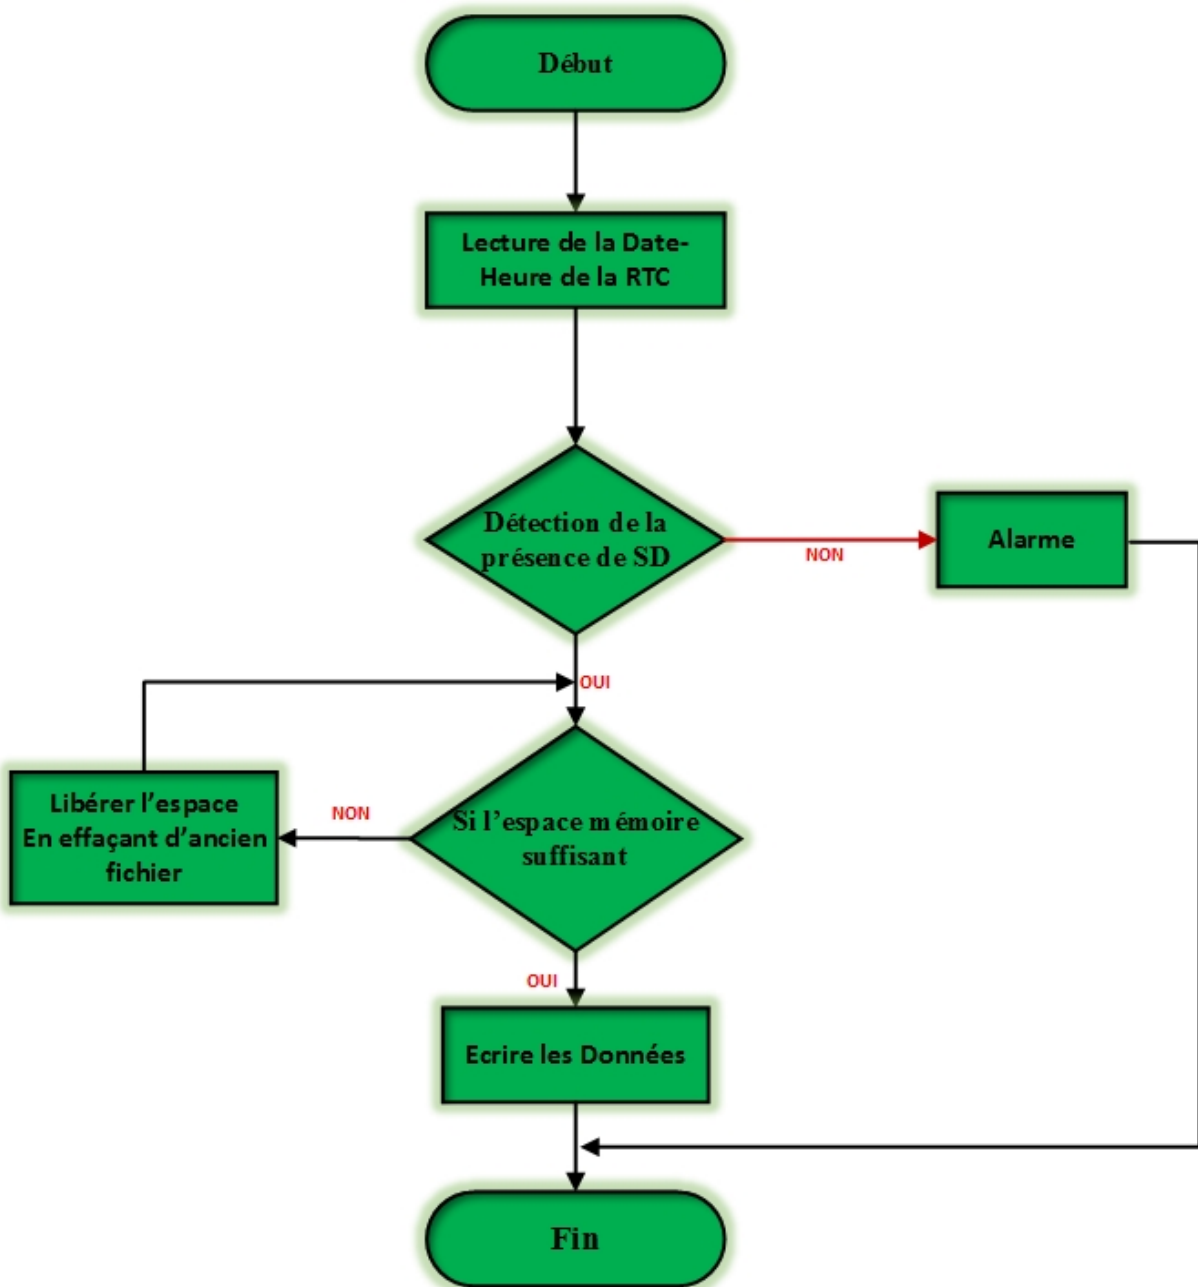 Début
Lecture de la Date-
Heure de la RTC
Détection de la
présence de SD
NON
Alarme
OUI
Libérer l’espace
En effaçant d’ancien
fichier
NON
Si l’espace mémoire
suffisant
OUI
Ecrire les Données
Fin